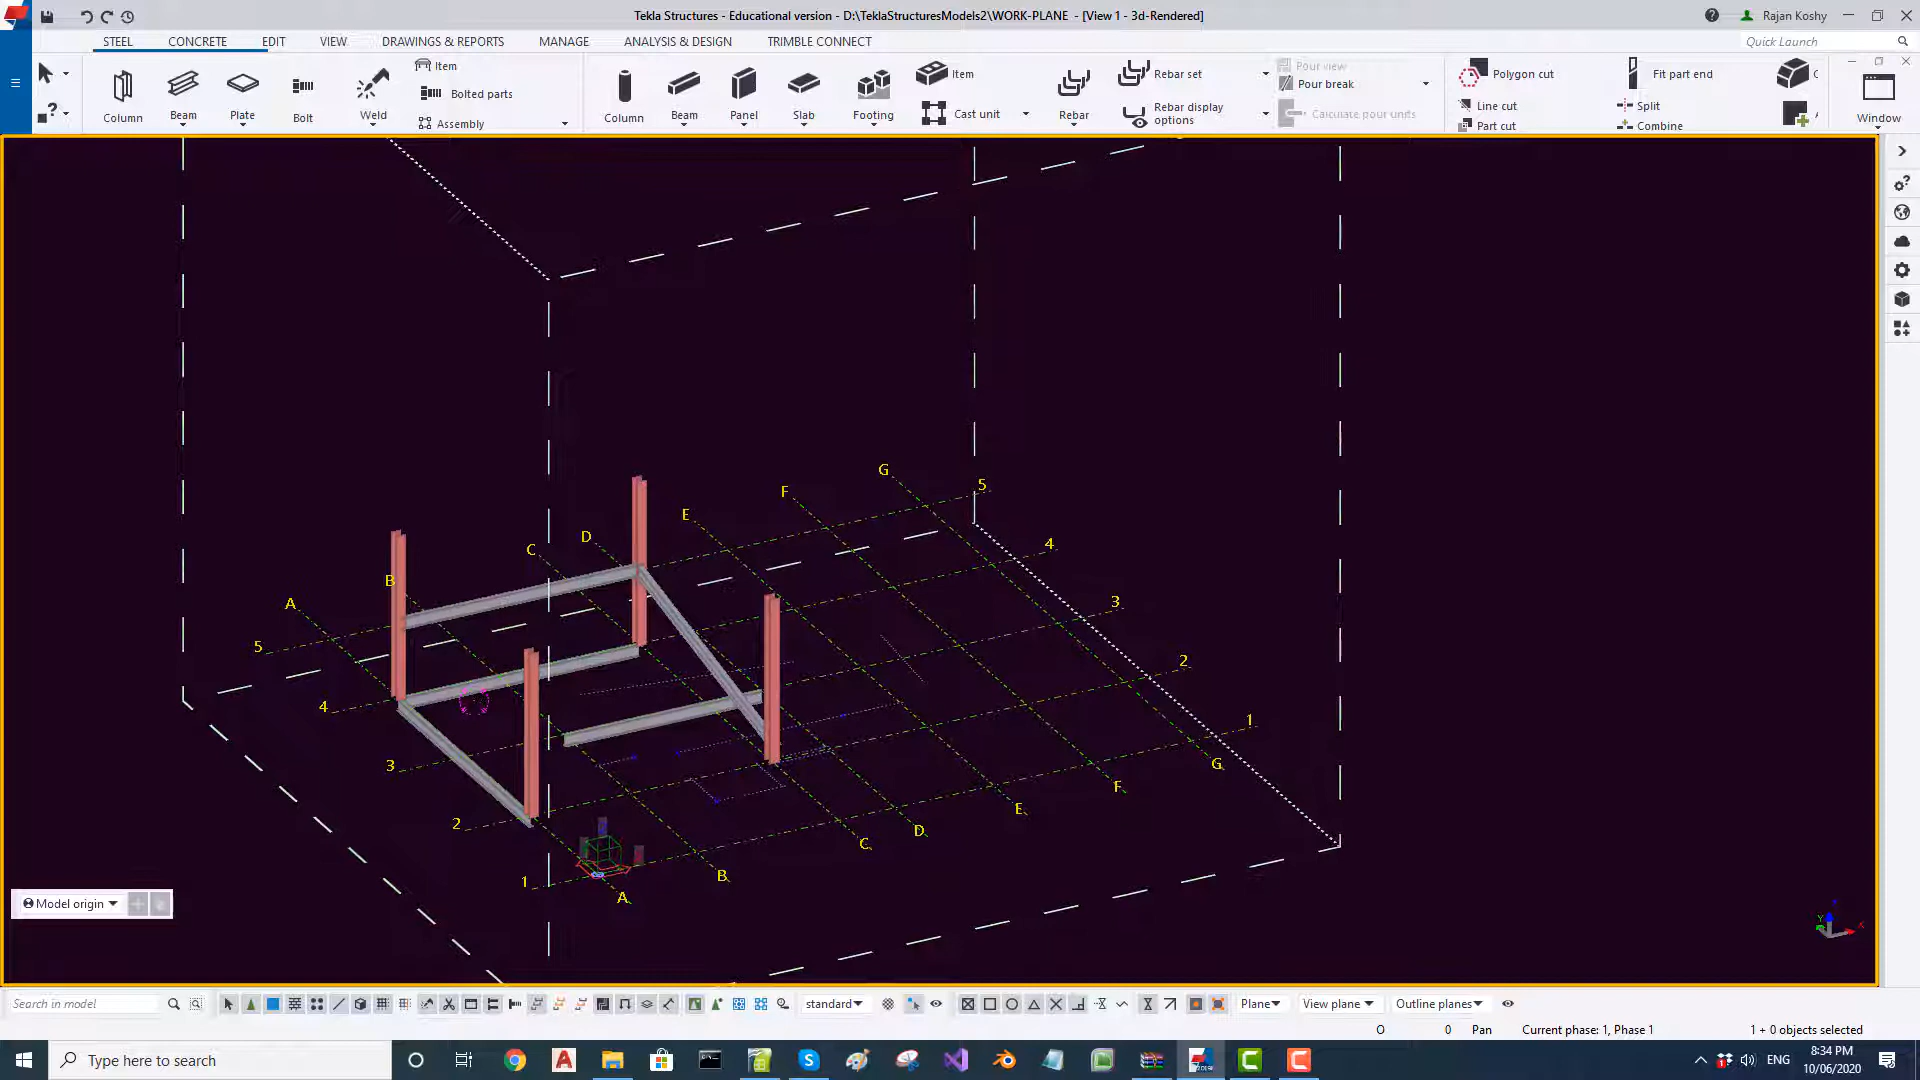 Tekla Structures - Educational version - D:\TeklaStructuresModels2\WORK-PLANE - [View 1 - 3d-Rendered]
Rajan Koshy
STEEL CONCRETE EDIT VIEW DRAWINGS & REPORTS MANAGE ANALYSIS & DESIGN TRIMBLE CONNECT
Quick Launch
Column Beam Plate Bolt Weld
Item
Bolted parts
Assembly
Column Beam Panel Slab Footing
Item
Cast unit
Rebar
Rebar set
Rebar display
options
Pour view
Pour break
Calculate pour units
Polygon cut
Line cut
Part cut
Fit part end
Split
Combine
Window
G
F
5
E
D
C
4
B
A
3
5
2
4
1
3
G
F
2
E
D
C
1
B
A
Model origin
Y
X
Search in model
standard
Plane
View plane
Outline planes
O 0 Pan Current phase: 1, Phase 1 1 + 0 objects selected
Type here to search
ENG
8:34 PM
10/06/2020